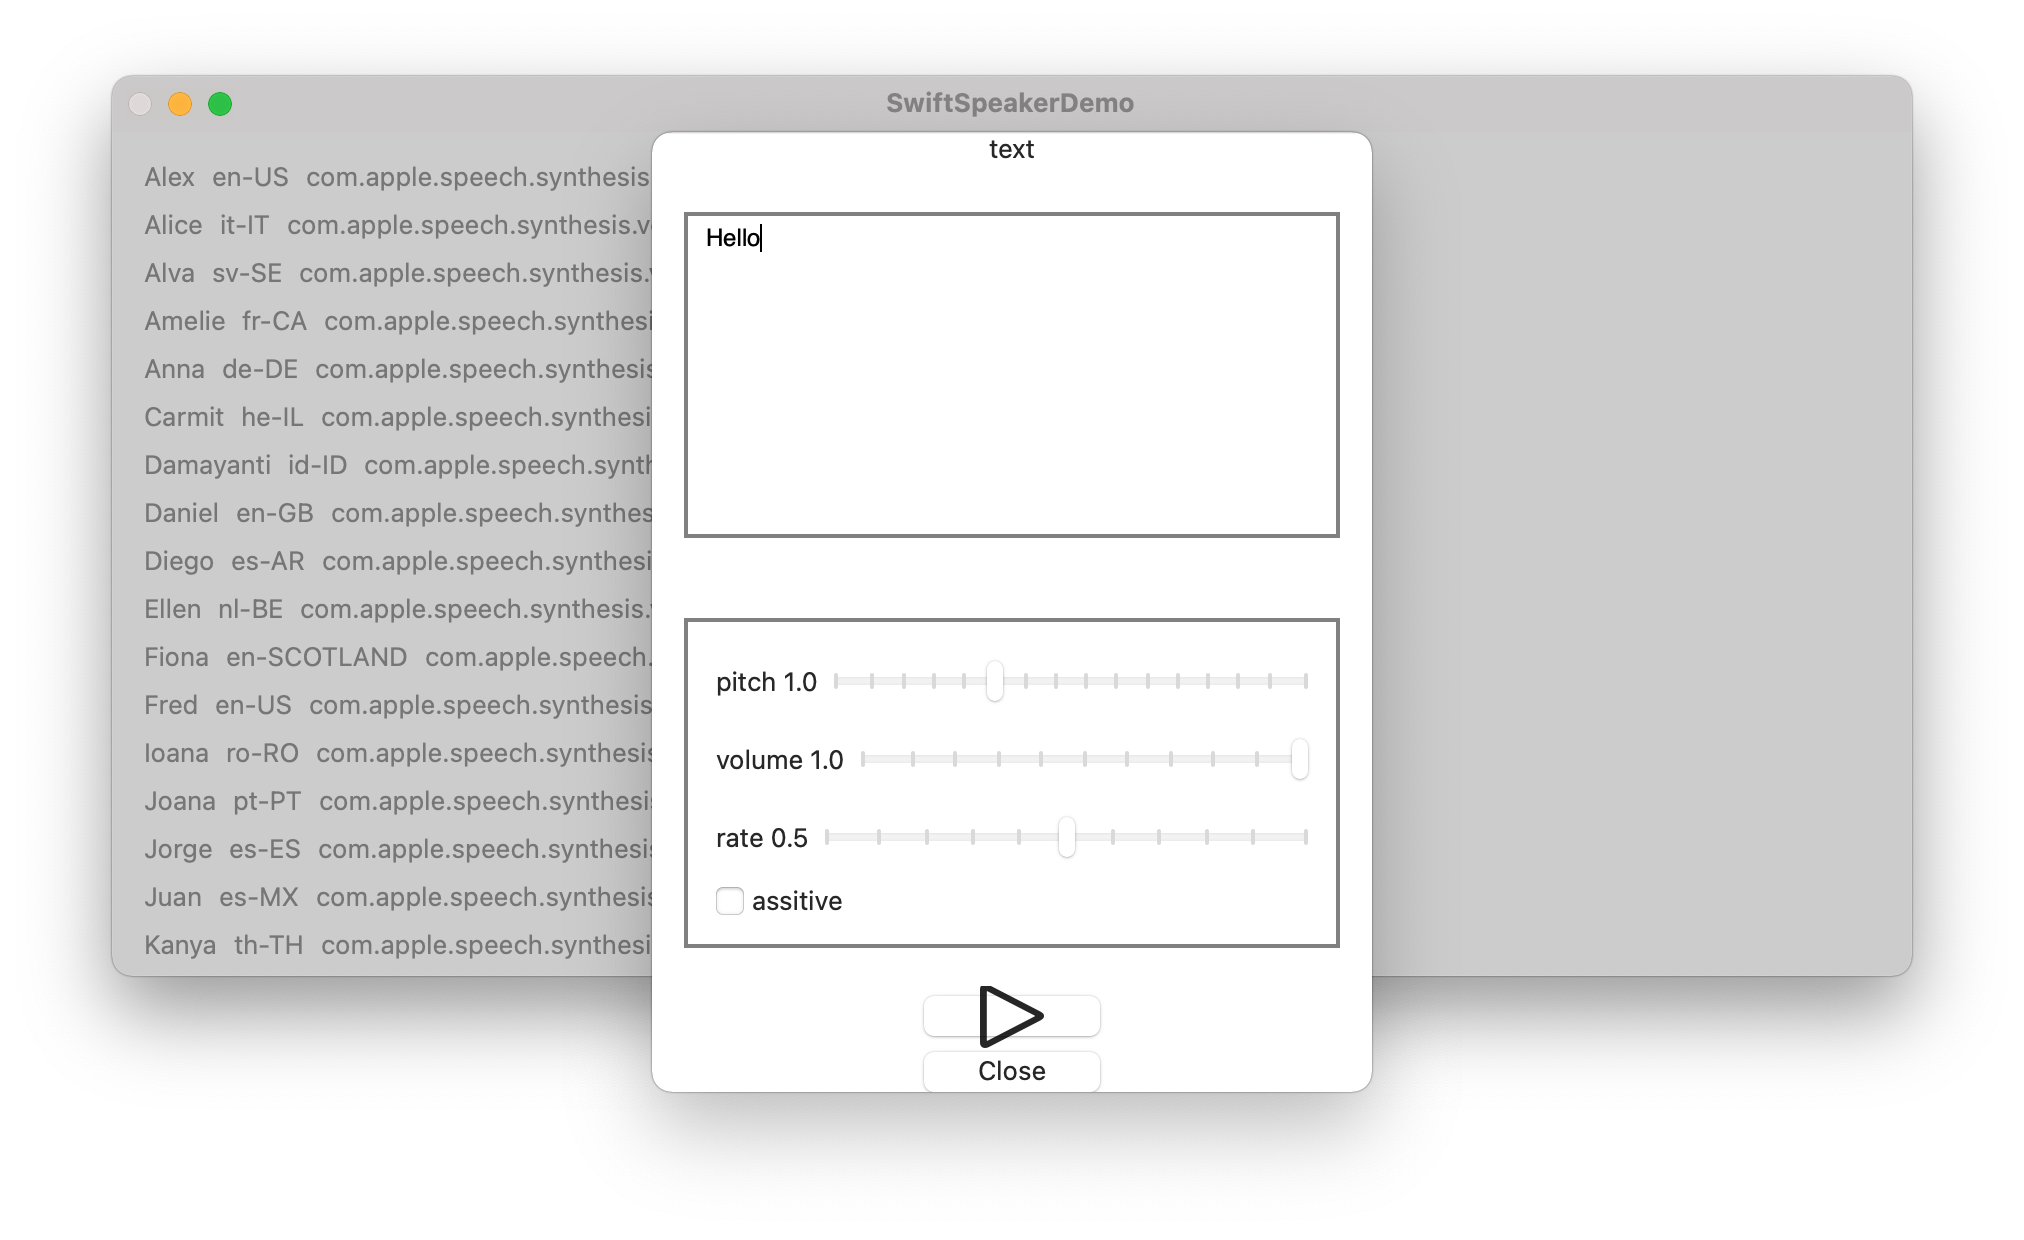 SwiftSpeakerDemo
Alex en-US com.apple.speech.synthesis
Alice it-IT com.apple.speech.synthesis.v
Alva sv-SE com.apple.speech.synthesis.
Amelie fr-CA com.apple.speech.synthesi
Anna de-DE com.apple.speech.synthesis
Carmit he-IL com.apple.speech.synthesi
Damayanti id-ID com.apple.speech.synth
Daniel en-GB com.apple.speech.synthes
Diego es-AR com.apple.speech.synthesi
Ellen nl-BE com.apple.speech.synthesis.
Fiona en-SCOTLAND com.apple.speech.
Fred en-US com.apple.speech.synthesis
Ioana ro-RO com.apple.speech.synthesis
Joana pt-PT com.apple.speech.synthesis
Jorge es-ES com.apple.speech.synthesis
Juan es-MX com.apple.speech.synthesis
Kanya th-TH com.apple.speech.synthesi
text
Hello
pitch 1.0
volume 1.0
rate 0.5
assitive
Close